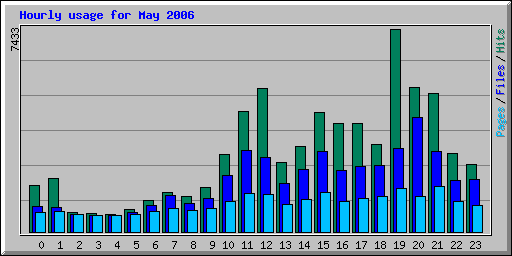 Hourly usage for May 2006
7433
Pages/Files/Hits
0 1 2 3 4 5 6 7 8 9 10 11 12 13 14 15 16 17 18 19 20 21 22 23